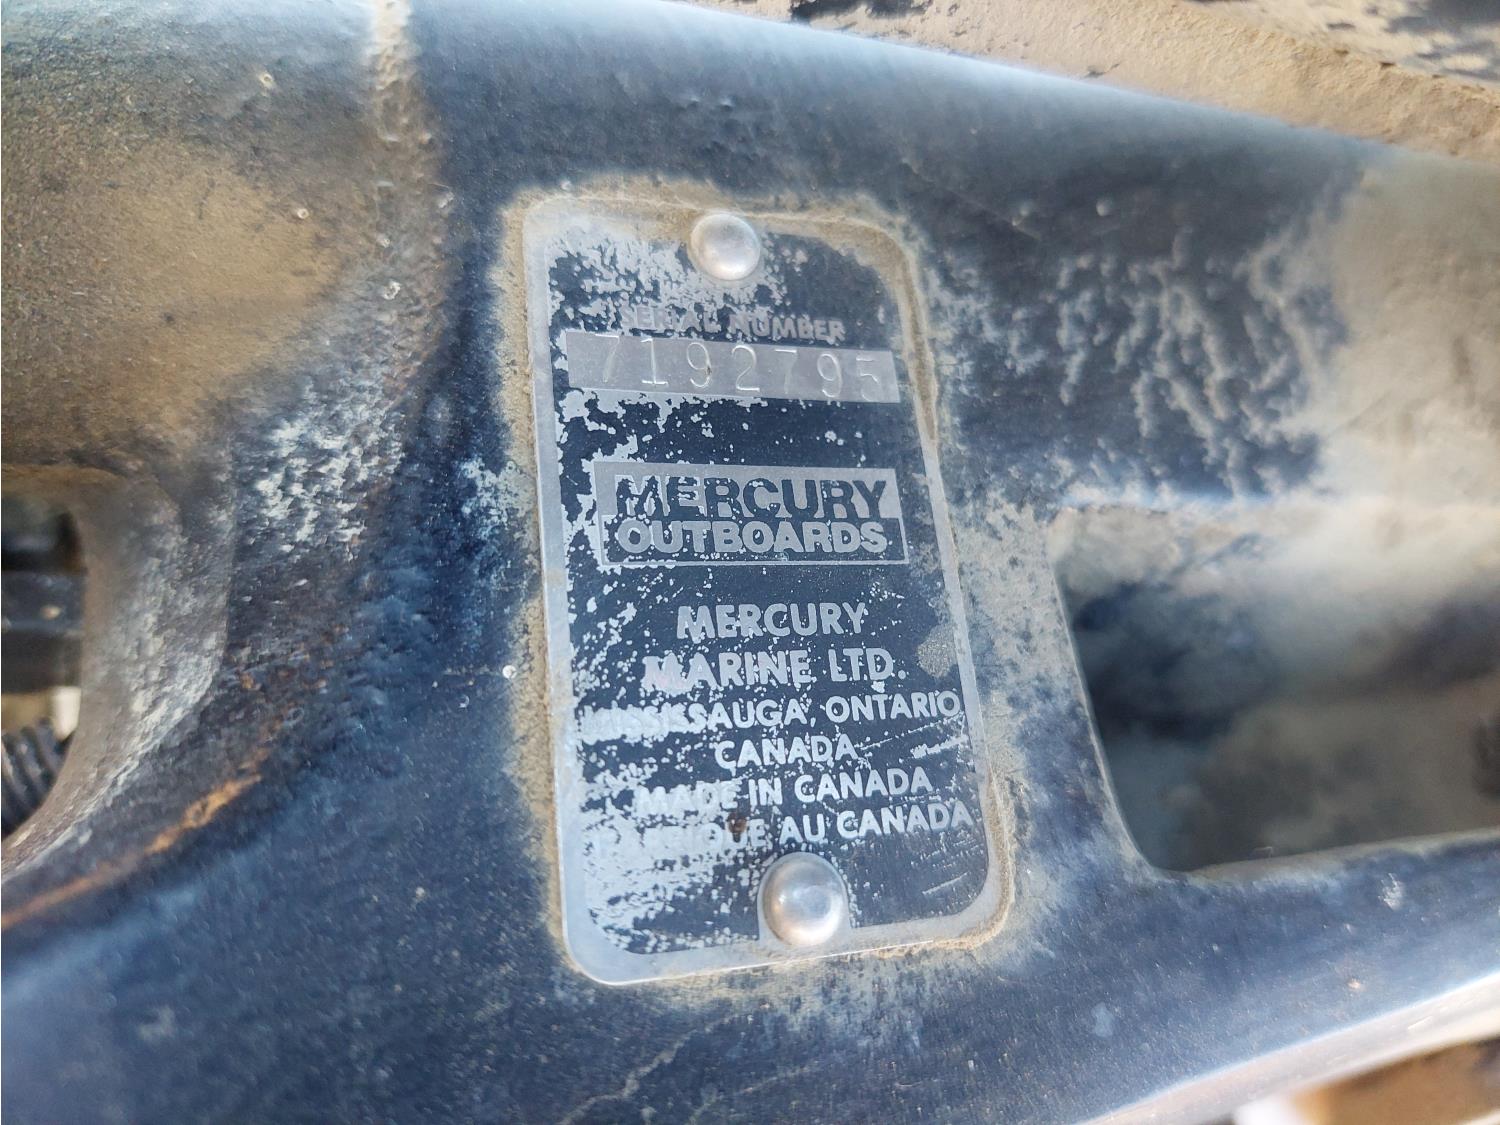 SERIAL NUMBER
7192795
MERCURY
OUTBOARDS
MERCURY
MARINE LTD.
MISSISSAUGA, ONTARIO
CANADA
MADE IN CANADA
FABRIQUE AU CANADA